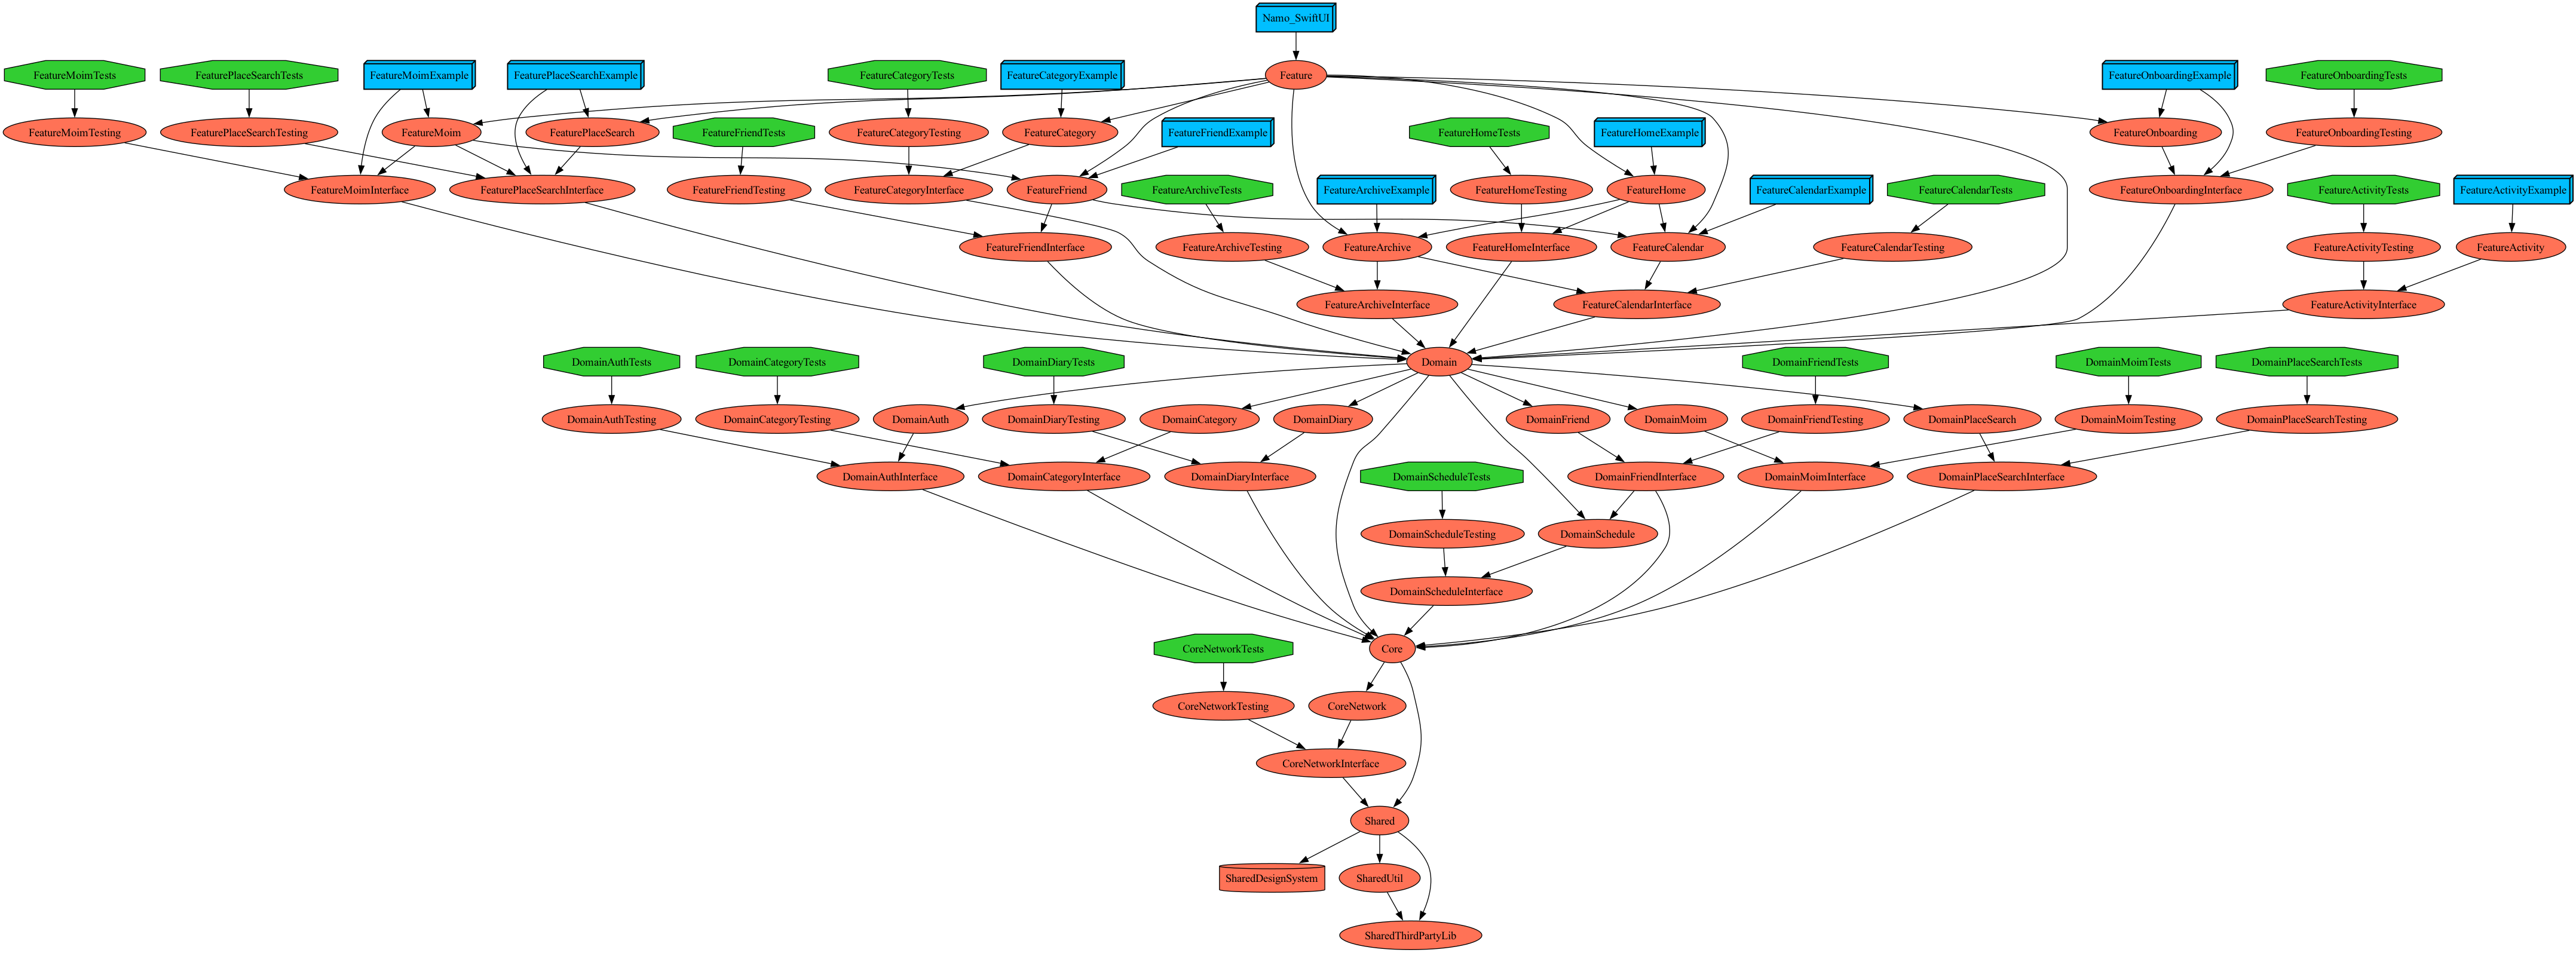 Namo_SwiftUI
FeatureMoimTests
FeaturePlaceSearchTests
FeatureMoimExample
FeaturePlaceSearchExample
FeatureCategoryTests
FeatureCategoryExample
Feature
FeatureOnboardingExample
FeatureOnboardingTests
FeatureMoimTesting
FeaturePlaceSearchTesting
FeatureMoim
FeaturePlaceSearch
FeatureFriendTests
FeatureCategoryTesting
FeatureCategory
FeatureFriendExample
FeatureHomeTests
FeatureHomeExample
FeatureOnboarding
FeatureOnboardingTesting
FeatureMoimInterface
FeaturePlaceSearchInterface
FeatureFriendTesting
FeatureCategoryInterface
FeatureFriend
FeatureArchiveTests
FeatureArchiveExample
FeatureHomeTesting
FeatureHome
FeatureCalendarExample
FeatureCalendarTests
FeatureOnboardingInterface
FeatureActivityTests
FeatureActivityExample
FeatureFriendInterface
FeatureArchiveTesting
FeatureArchive
FeatureHomeInterface
FeatureCalendar
FeatureCalendarTesting
FeatureActivityTesting
FeatureActivity
FeatureArchiveInterface
FeatureCalendarInterface
FeatureActivityInterface
DomainAuthTests
DomainCategoryTests
DomainDiaryTests
Domain
DomainFriendTests
DomainMoimTests
DomainPlaceSearchTests
DomainAuthTesting
DomainCategoryTesting
DomainAuth
DomainDiaryTesting
DomainCategory
DomainDiary
DomainFriend
DomainMoim
DomainFriendTesting
DomainPlaceSearch
DomainMoimTesting
DomainPlaceSearchTesting
DomainAuthInterface
DomainCategoryInterface
DomainDiaryInterface
DomainScheduleTests
DomainFriendInterface
DomainMoimInterface
DomainPlaceSearchInterface
DomainScheduleTesting
DomainSchedule
DomainScheduleInterface
CoreNetworkTests
Core
CoreNetworkTesting
CoreNetwork
CoreNetworkInterface
Shared
SharedDesignSystem
SharedUtil
SharedThirdPartyLib